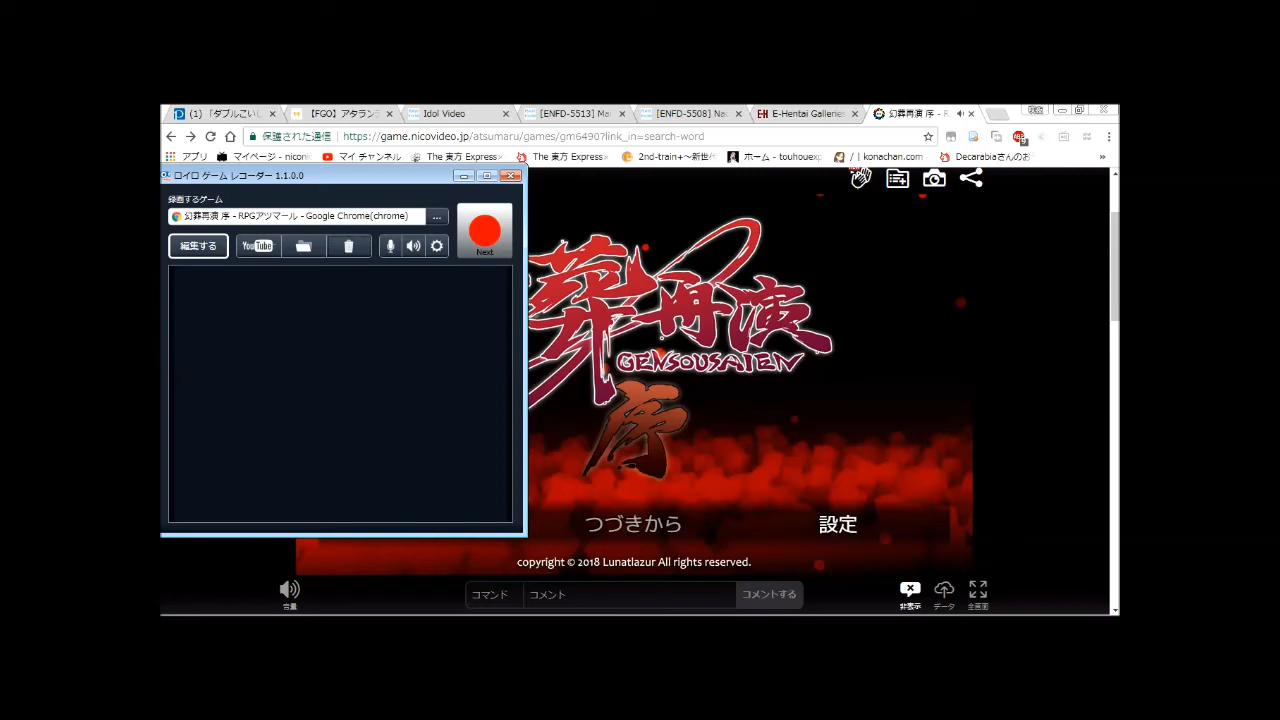 (1) 『ダブルこいし
【FGO】アタランテ
Idol Video
[ENFD-5513] Ma
[ENFD-5508] Na
E-Hentai Galleries
幻葬再演 序 - R
保護された通信
https://game.nicovideo.jp/atsumaru/games/gm6490?link_in=search-word
アプリ
マイページ - niconi
マイ チャンネル
The 東方 Express
The 東方 Express
2nd-train+～新世代
ホーム - touhouexp
/ | konachan.com
Decarabiaさんのお
ロイロ ゲーム レコーダー 1.1.0.0
録画するゲーム
幻葬再演 序 - RPGアツマール - Google Chrome(chrome)
...
Next
編集する
YouTube
葬再演
GENSOUSAIEN
序
つづきから
設定
copyright © 2018 Lunatlazur All rights reserved.
音量
コマンド
コメント
コメントする
非表示
データ
全画面